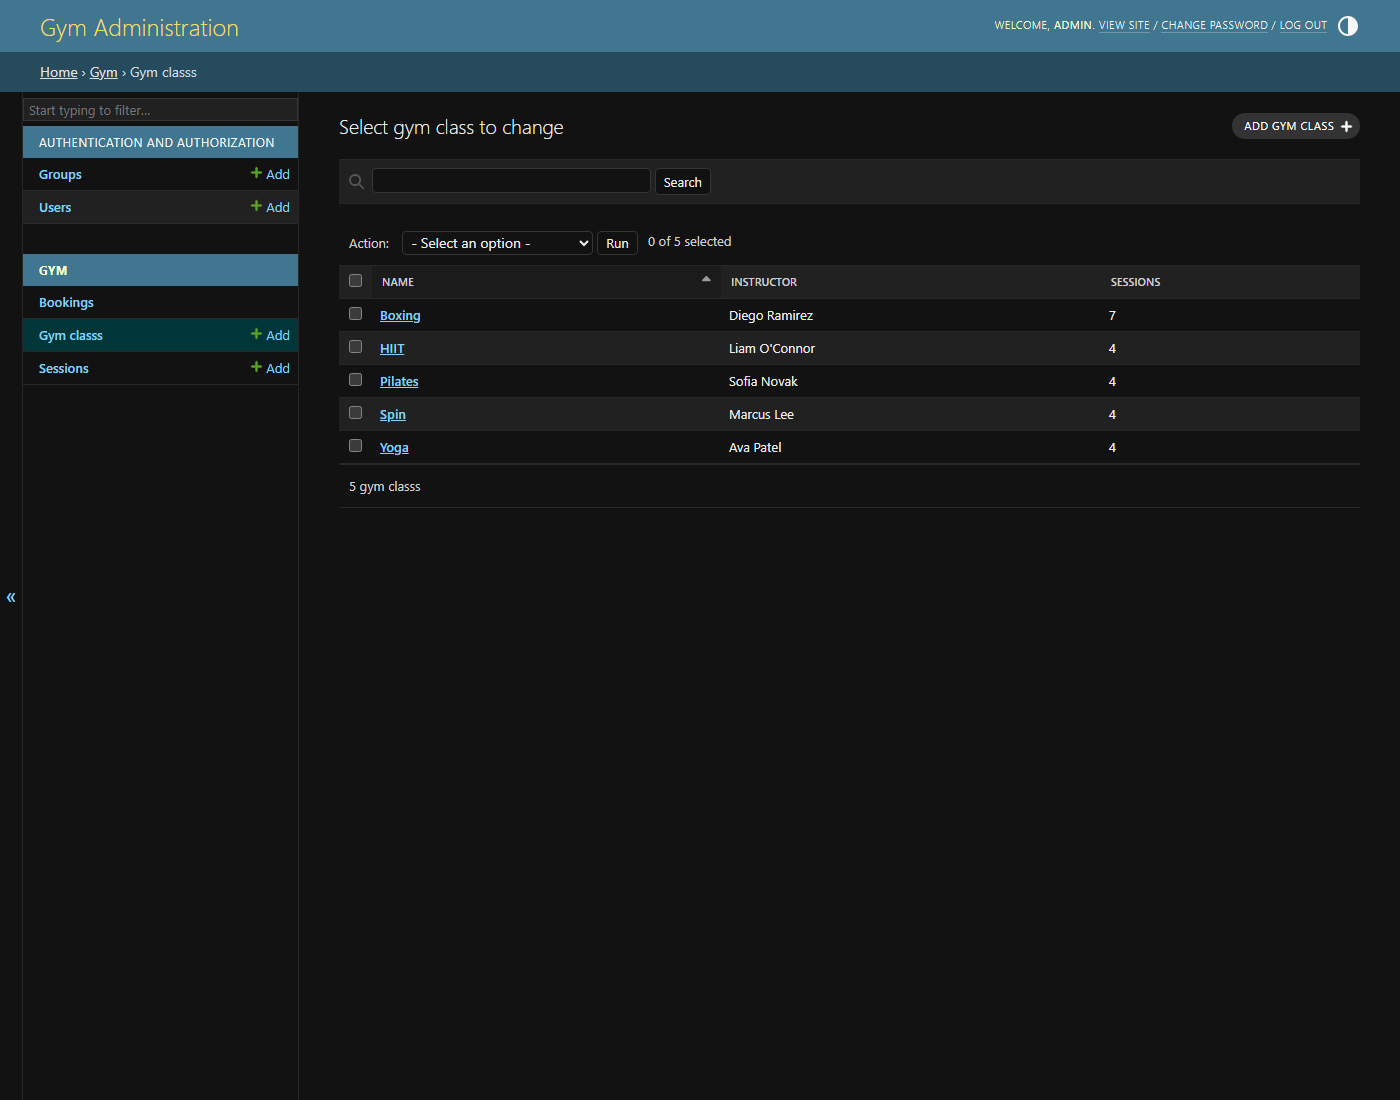 Gym Administration
WELCOME, ADMIN. VIEW SITE / CHANGE PASSWORD / LOG OUT
Home › Gym › Gym classs
Start typing to filter...
AUTHENTICATION AND AUTHORIZATION
Groups Add
Users Add
GYM
Bookings
Gym classs Add
Sessions Add
«
Select gym class to change
ADD GYM CLASS
Search
Action: - Select an option - Run 0 of 5 selected
NAME INSTRUCTOR SESSIONS
Boxing Diego Ramirez 7
HIIT Liam O'Connor 4
Pilates Sofia Novak 4
Spin Marcus Lee 4
Yoga Ava Patel 4
5 gym classs